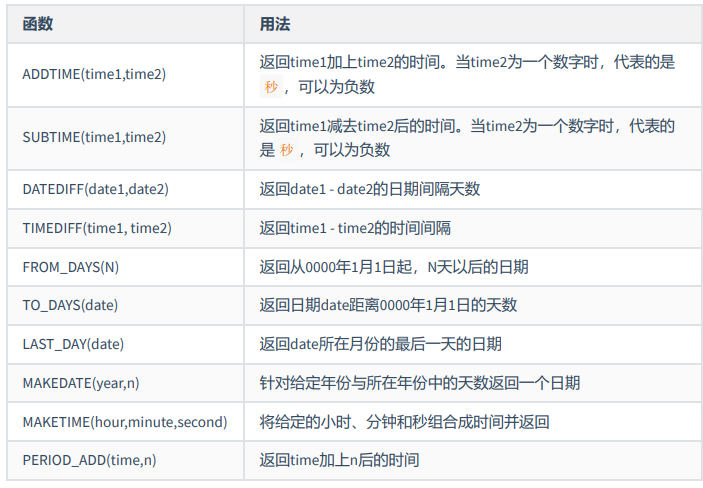 函数 用法
ADDTIME(time1,time2) 返回time1加上time2的时间。当time2为一个数字时，代表的是
秒 ，可以为负数
SUBTIME(time1,time2) 返回time1减去time2后的时间。当time2为一个数字时，代表的
是 秒 ，可以为负数
DATEDIFF(date1,date2) 返回date1 - date2的日期间隔天数
TIMEDIFF(time1, time2) 返回time1 - time2的时间间隔
FROM_DAYS(N) 返回从0000年1月1日起，N天以后的日期
TO_DAYS(date) 返回日期date距离0000年1月1日的天数
LAST_DAY(date) 返回date所在月份的最后一天的日期
MAKEDATE(year,n) 针对给定年份与所在年份中的天数返回一个日期
MAKETIME(hour,minute,second) 将给定的小时、分钟和秒组合成时间并返回
PERIOD_ADD(time,n) 返回time加上n后的时间